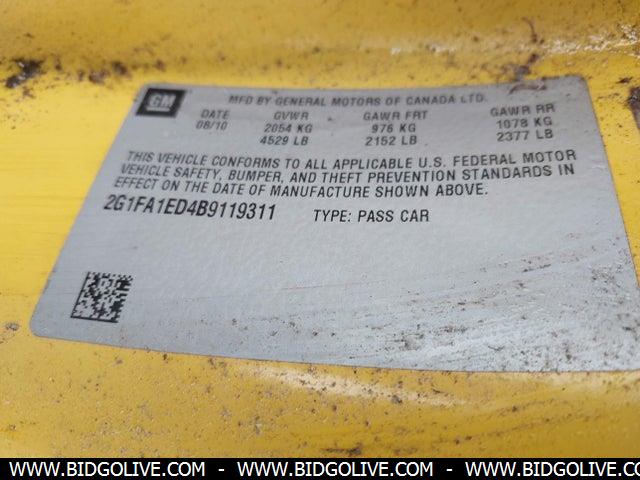 GM
MFD BY GENERAL MOTORS OF CANADA LTD.
DATE GVWR GAWR FRT GAWR RR
08/10 2054 KG 976 KG 1078 KG
4529 LB 2152 LB 2377 LB
THIS VEHICLE CONFORMS TO ALL APPLICABLE U.S. FEDERAL MOTOR
VEHICLE SAFETY, BUMPER, AND THEFT PREVENTION STANDARDS IN
EFFECT ON THE DATE OF MANUFACTURE SHOWN ABOVE.
2G1FA1ED4B9119311 TYPE: PASS CAR
WWW.BIDGOLIVE.COM - WWW.BIDGOLIVE.COM - WWW.BIDGOLIVE.COM